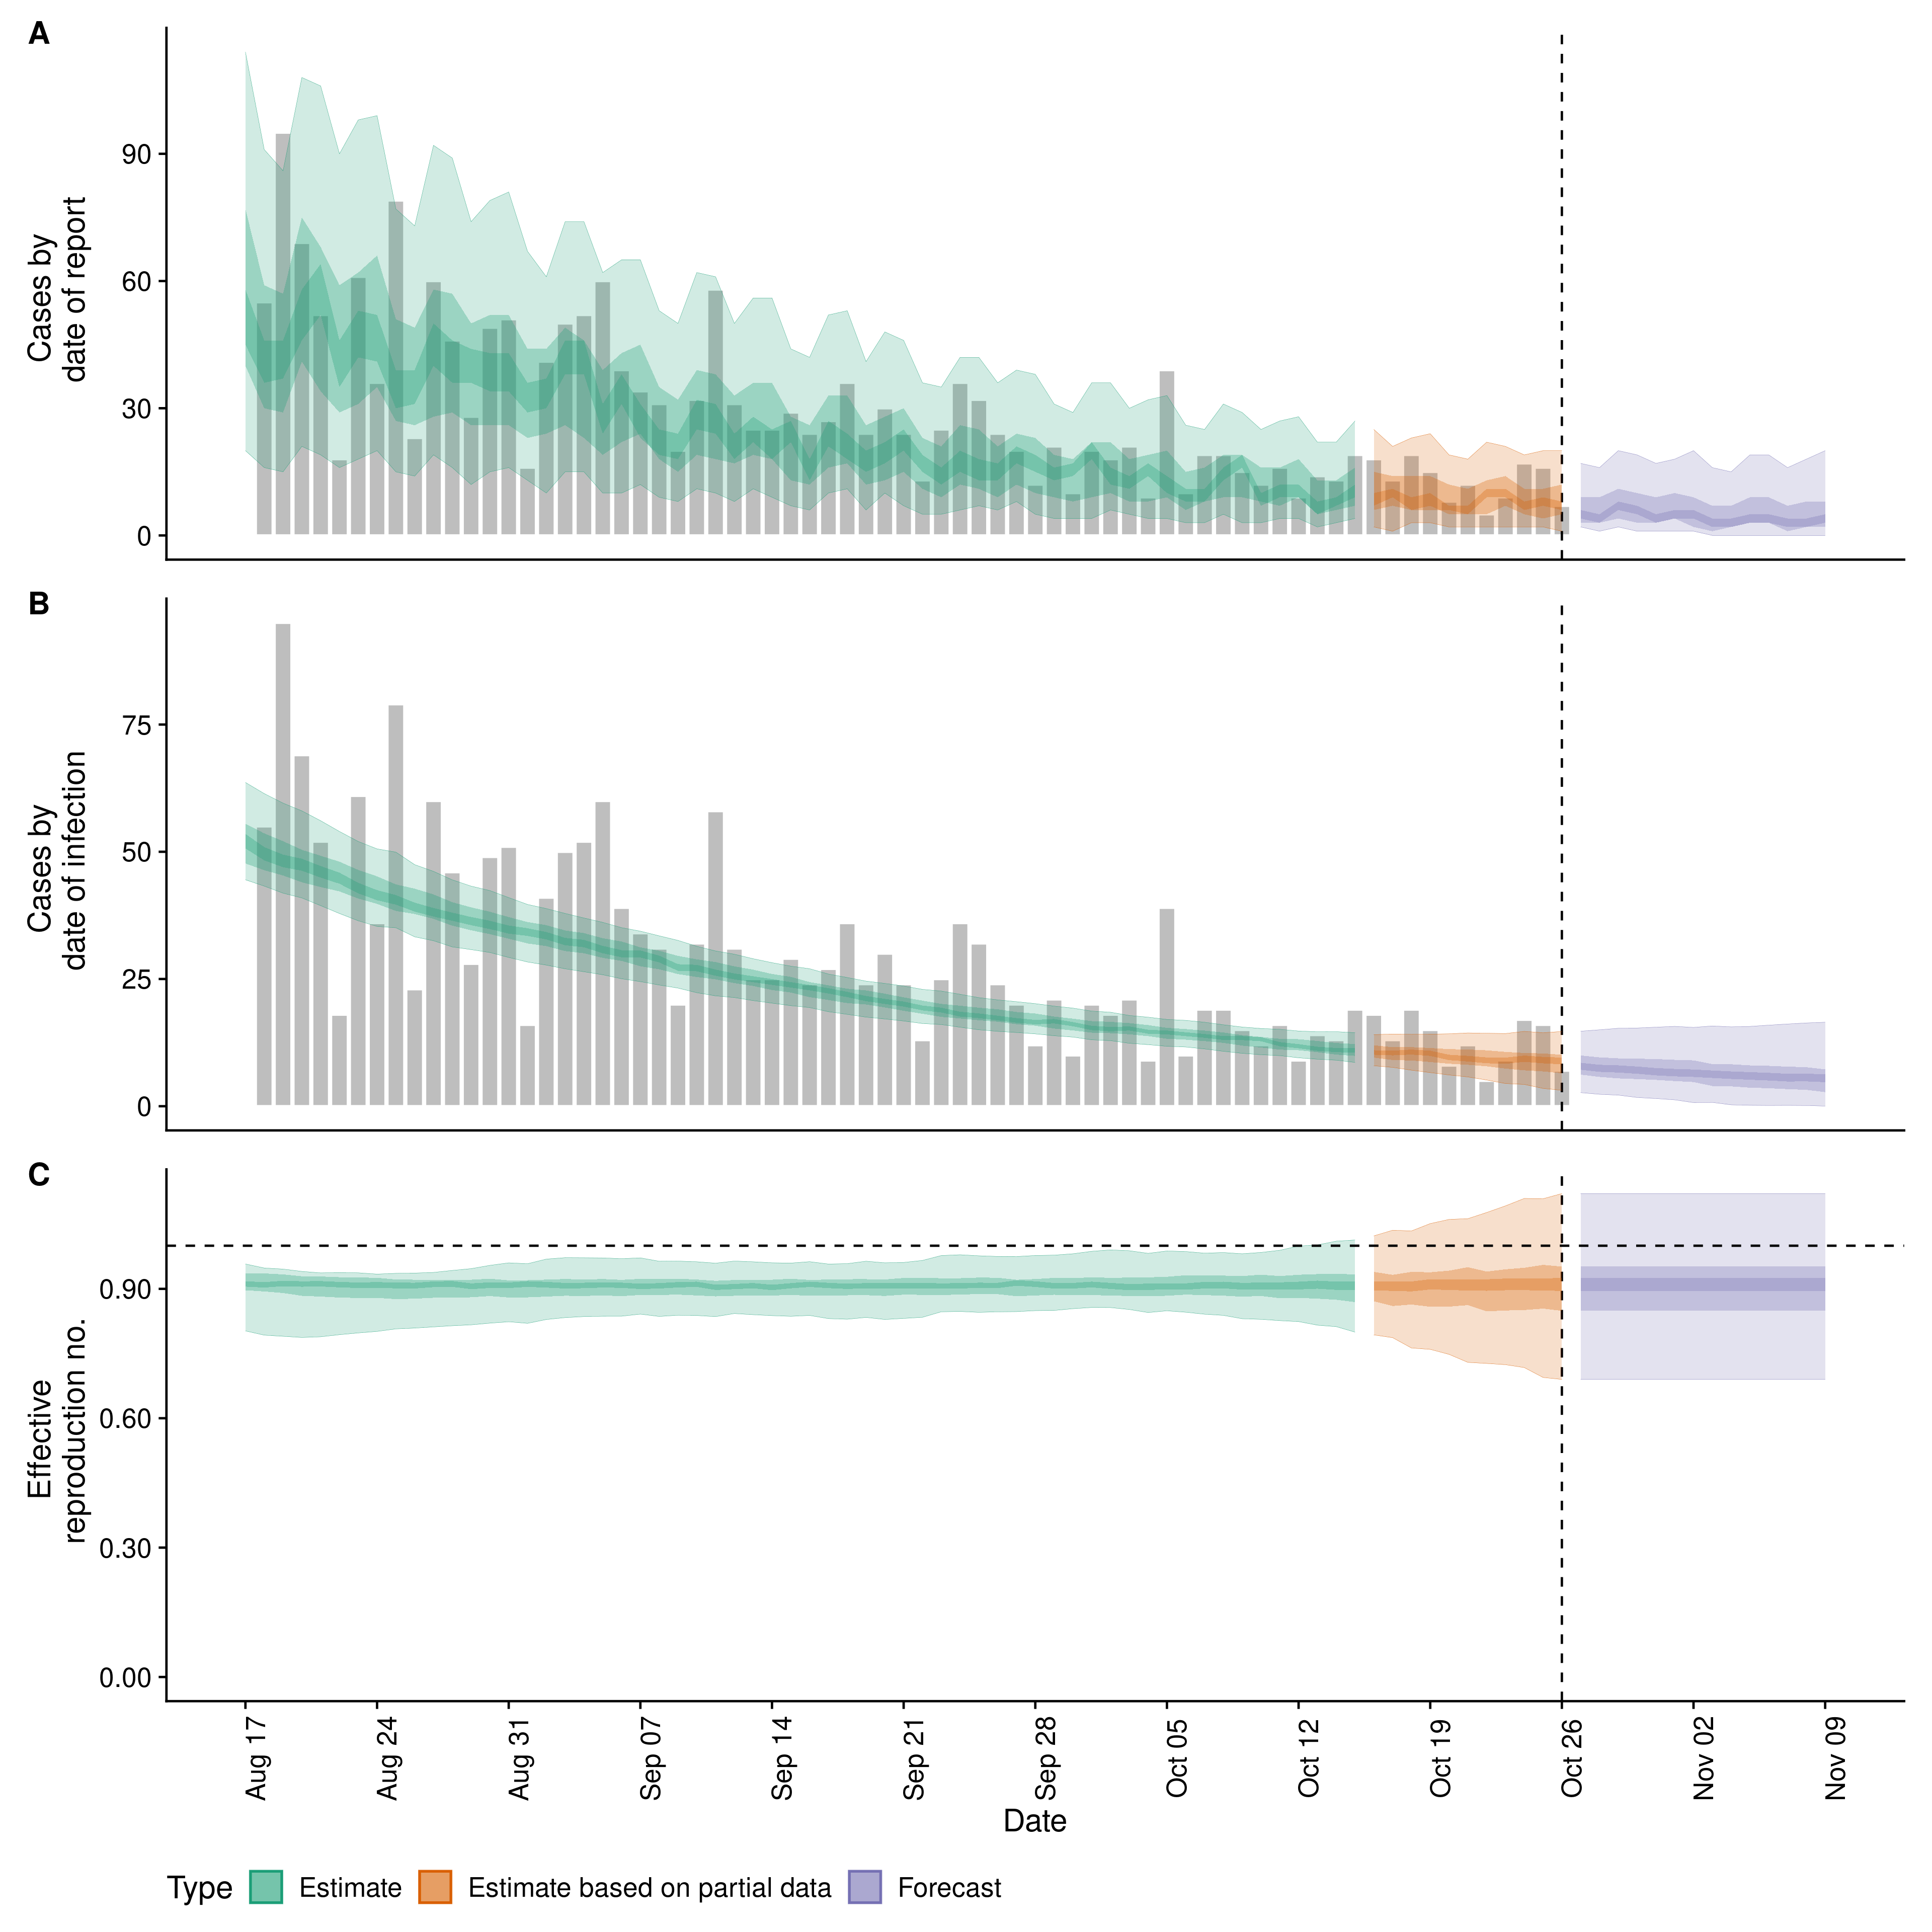 A
Cases by
date of report
90
60
30
0
B
Cases by
date of infection
75
50
25
0
C
Effective
reproduction no.
0.90
0.60
0.30
0.00
Aug 17
Aug 24
Aug 31
Sep 07
Sep 14
Sep 21
Sep 28
Oct 05
Oct 12
Oct 19
Oct 26
Nov 02
Nov 09
Date
Type Estimate Estimate based on partial data Forecast